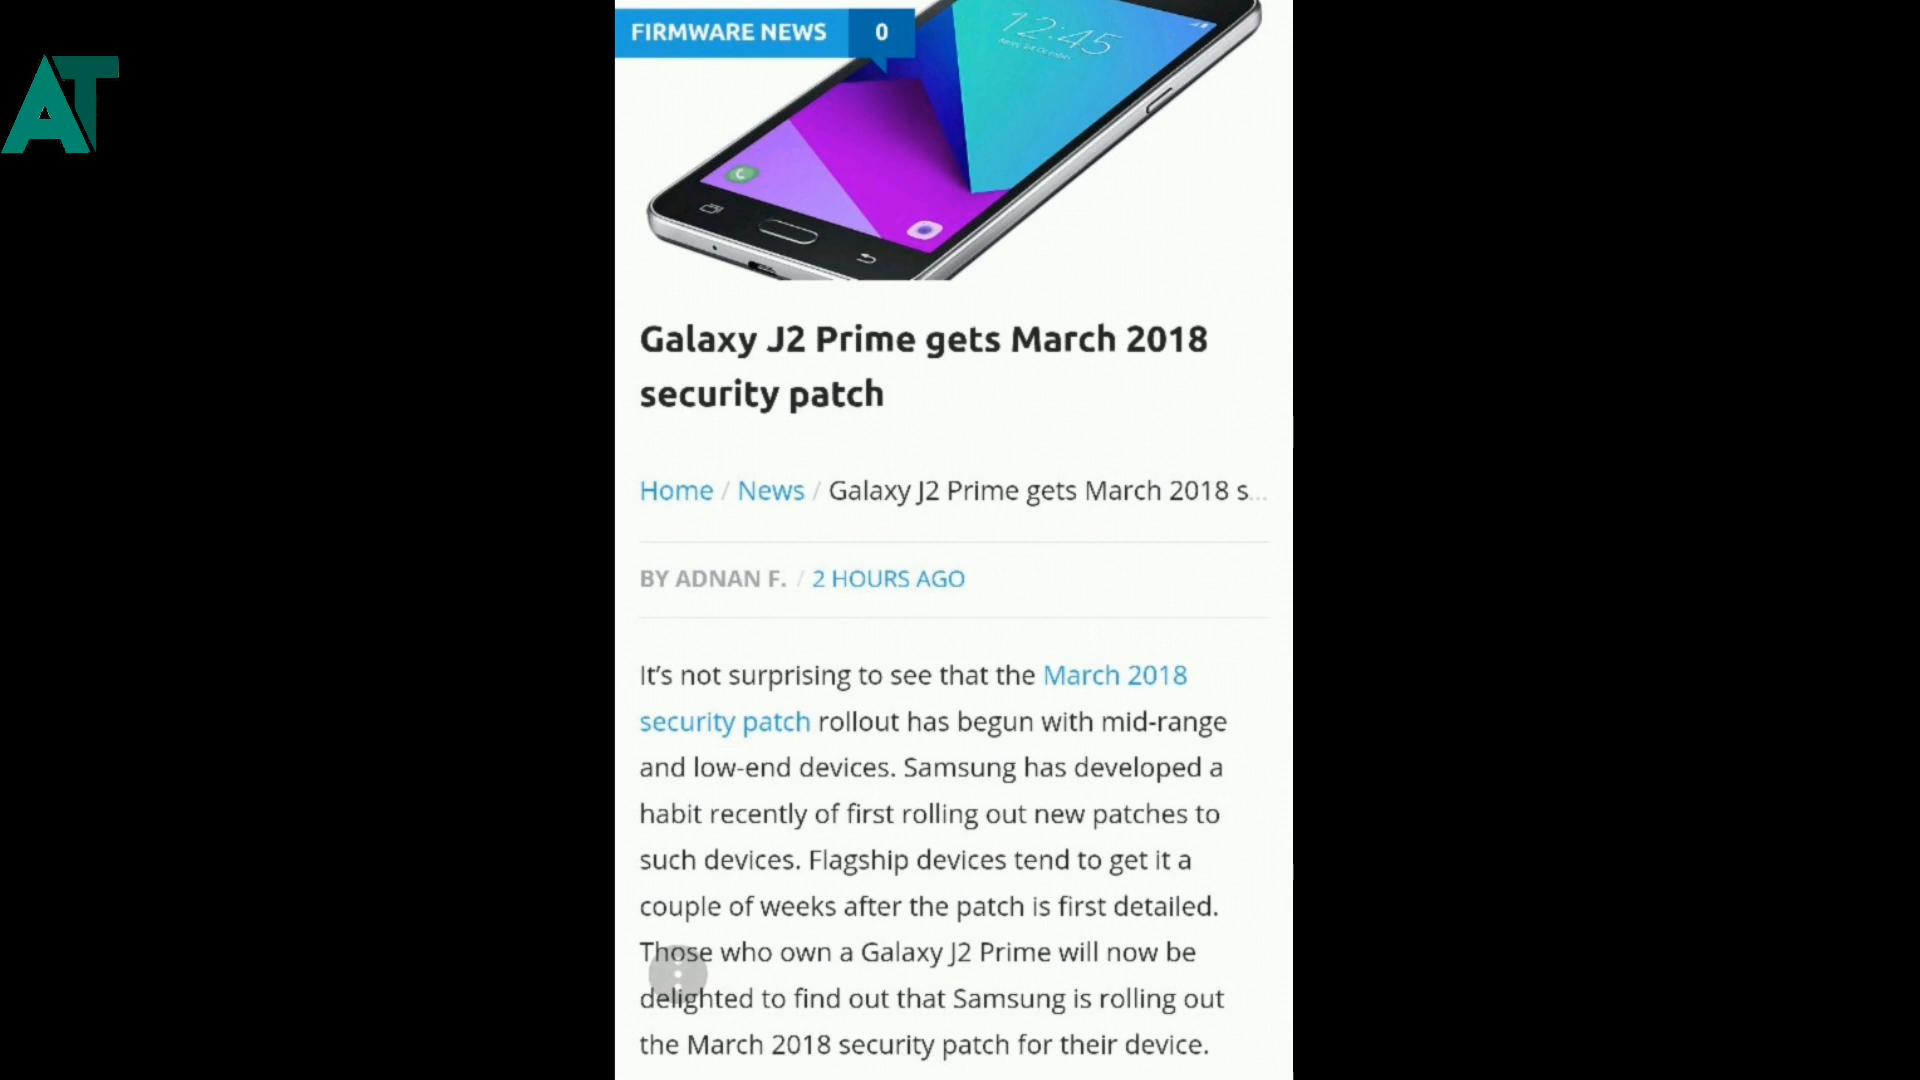 AT
FIRMWARE NEWS 0
12:45
Galaxy J2 Prime gets March 2018
security patch
Home / News / Galaxy J2 Prime gets March 2018 s...
BY ADNAN F. / 2 HOURS AGO
It’s not surprising to see that the March 2018
security patch rollout has begun with mid-range
and low-end devices. Samsung has developed a
habit recently of first rolling out new patches to
such devices. Flagship devices tend to get it a
couple of weeks after the patch is first detailed.
Those who own a Galaxy J2 Prime will now be
delighted to find out that Samsung is rolling out
the March 2018 security patch for their device.